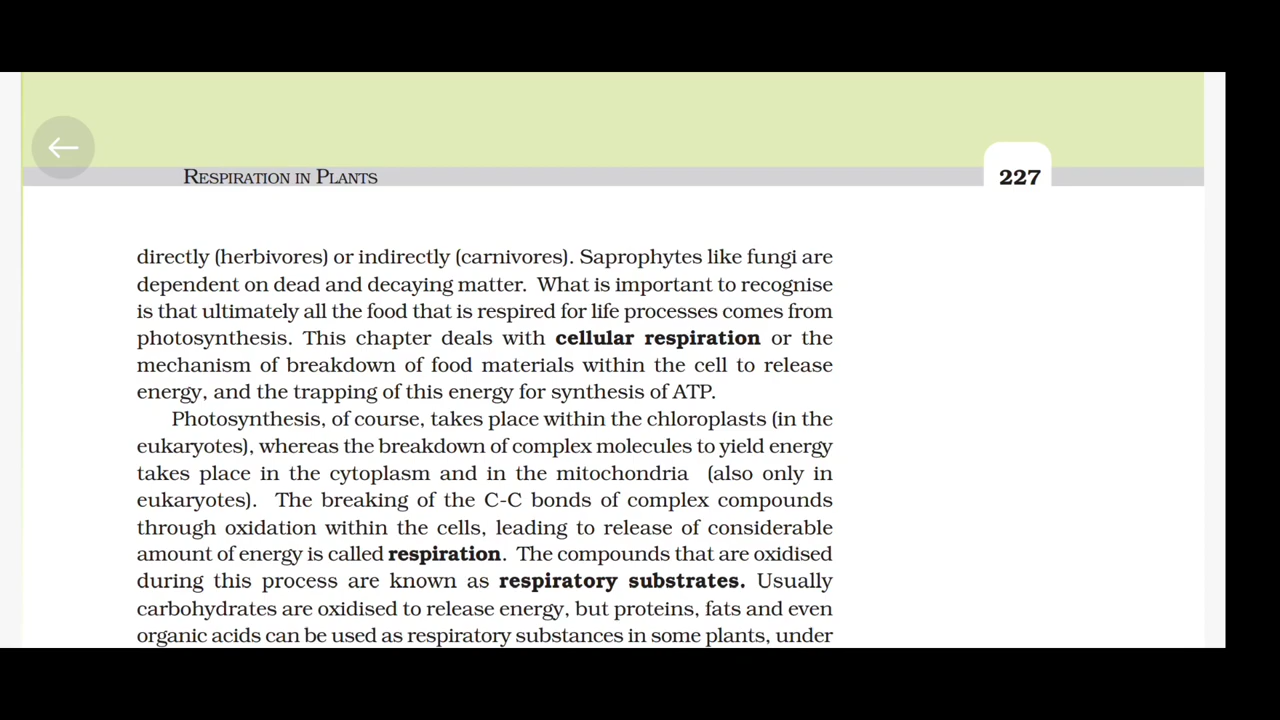 RESPIRATION IN PLANTS
227
directly (herbivores) or indirectly (carnivores). Saprophytes like fungi are
dependent on dead and decaying matter. What is important to recognise
is that ultimately all the food that is respired for life processes comes from
photosynthesis. This chapter deals with cellular respiration or the
mechanism of breakdown of food materials within the cell to release
energy, and the trapping of this energy for synthesis of ATP.
Photosynthesis, of course, takes place within the chloroplasts (in the
eukaryotes), whereas the breakdown of complex molecules to yield energy
takes place in the cytoplasm and in the mitochondria (also only in
eukaryotes). The breaking of the C-C bonds of complex compounds
through oxidation within the cells, leading to release of considerable
amount of energy is called respiration. The compounds that are oxidised
during this process are known as respiratory substrates. Usually
carbohydrates are oxidised to release energy, but proteins, fats and even
organic acids can be used as respiratory substances in some plants, under